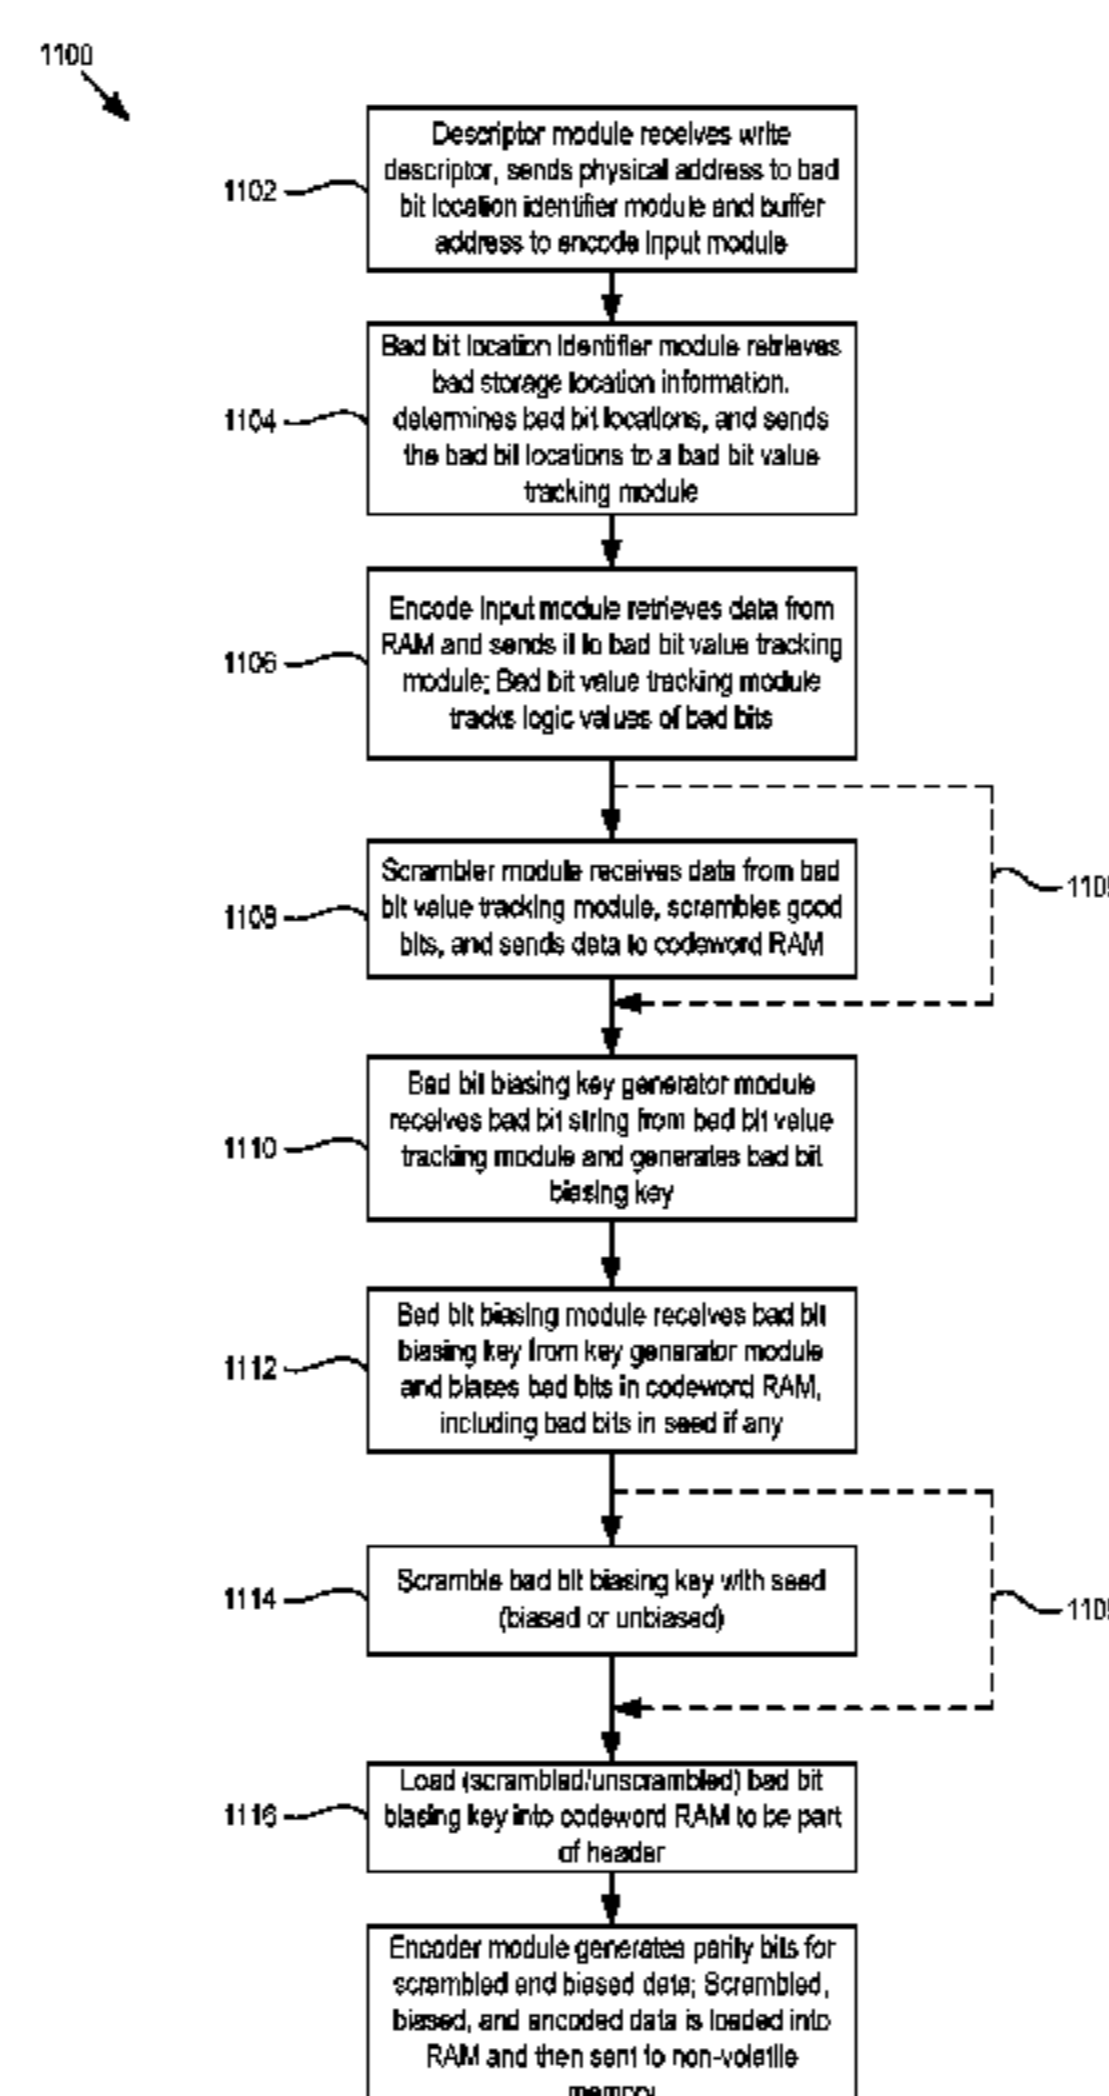 1100
Descriptor module receives write
descriptor, sends physical address to bad
bit location identifier module and buffer
address to encode input module
1102
Bad bit location identifier module retrieves
bad storage location information,
determines bad bit locations, and sends
the bad bit locations to a bad bit value
tracking module
1104
Encode input module retrieves data from
RAM and sends it to bad bit value tracking
module; Bad bit value tracking module
tracks logic values of bad bits
1106
Scrambler module receives data from bad
bit value tracking module, scrambles good
bits, and sends data to codeword RAM
1108
Bad bit biasing key generator module
receives bad bit string from bad bit value
tracking module and generates bad bit
biasing key
1110
Bad bit biasing module receives bad bit
biasing key from key generator module
and biases bad bits in codeword RAM,
including bad bits in seed if any
1112
Scramble bad bit biasing key with seed
(biased or unbiased)
1114
Load (scrambled/unscrambled) bad bit
biasing key into codeword RAM to be part
of header
1116
Encoder module generates parity bits for
scrambled and biased data; Scrambled,
biased, and encoded data is loaded into
RAM and then sent to non-volatile
memory